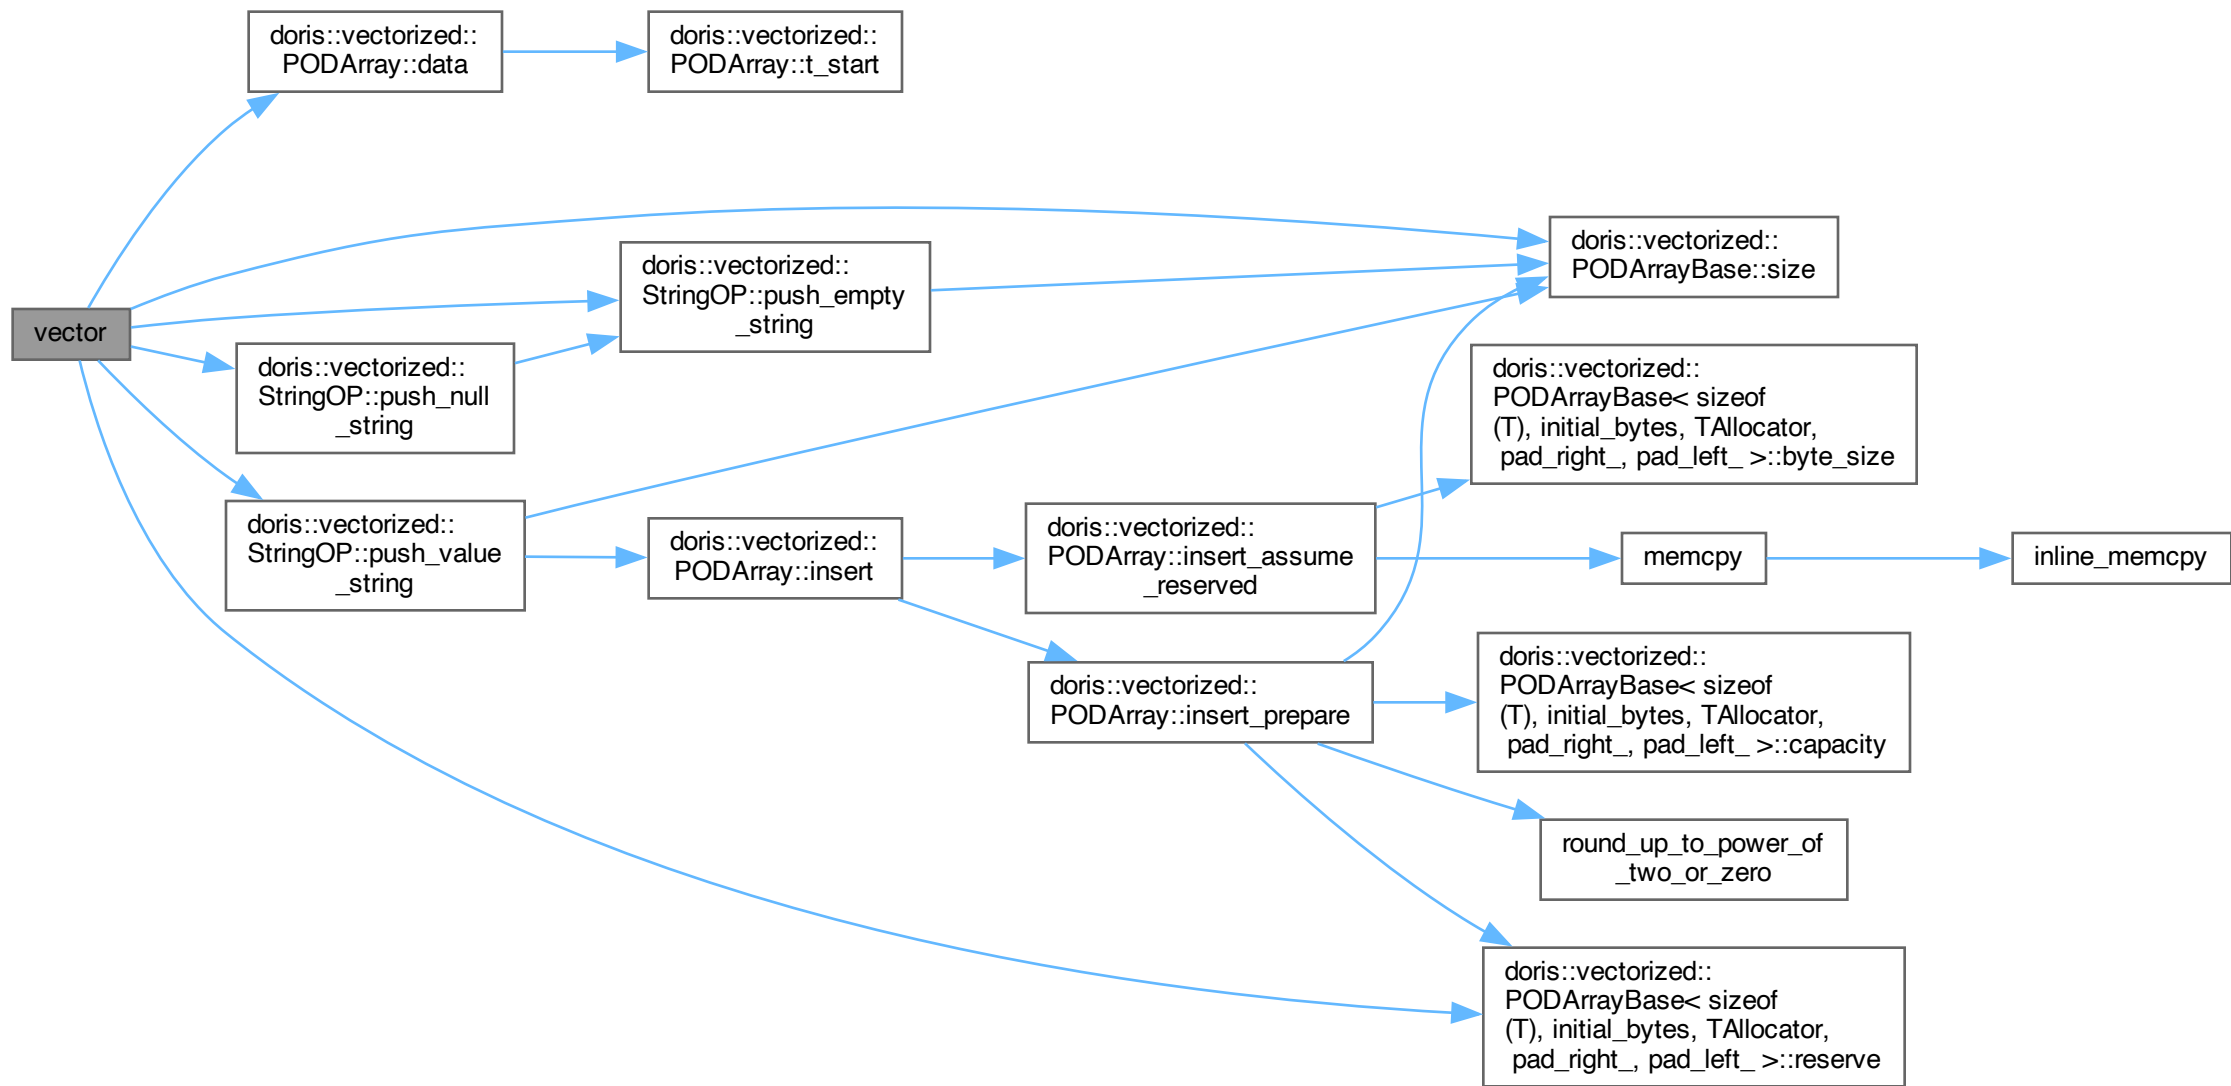 doris::vectorized::
PODArray::data
doris::vectorized::
PODArray::t_start
vector
doris::vectorized::
StringOP::push_empty
_string
doris::vectorized::
PODArrayBase::size
doris::vectorized::
StringOP::push_null
_string
doris::vectorized::
PODArrayBase< sizeof
(T), initial_bytes, TAllocator,
pad_right_, pad_left_ >::byte_size
doris::vectorized::
StringOP::push_value
_string
doris::vectorized::
PODArray::insert
doris::vectorized::
PODArray::insert_assume
_reserved
memcpy
inline_memcpy
doris::vectorized::
PODArray::insert_prepare
doris::vectorized::
PODArrayBase< sizeof
(T), initial_bytes, TAllocator,
pad_right_, pad_left_ >::capacity
round_up_to_power_of
_two_or_zero
doris::vectorized::
PODArrayBase< sizeof
(T), initial_bytes, TAllocator,
pad_right_, pad_left_ >::reserve